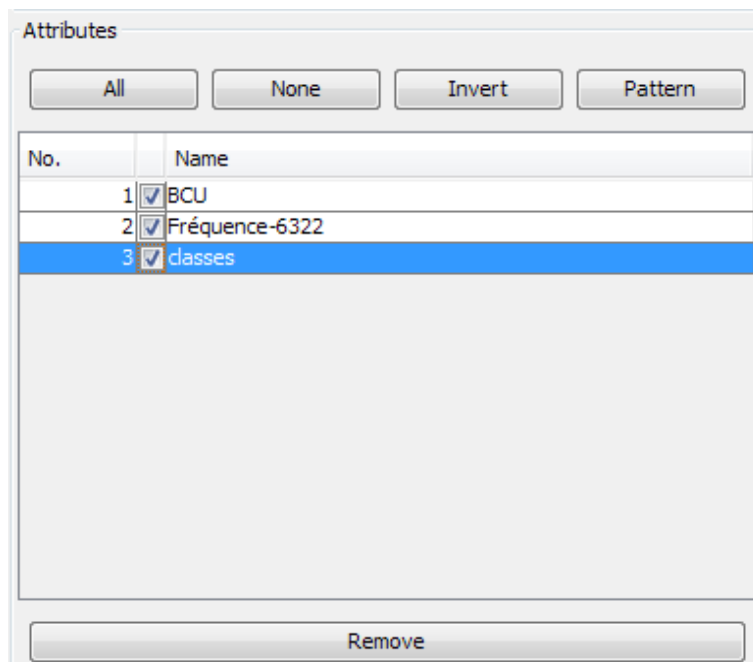 Attributes
All None Invert Pattern
No. Name
1 BCU
2 Fréquence-6322
3 classes
Remove